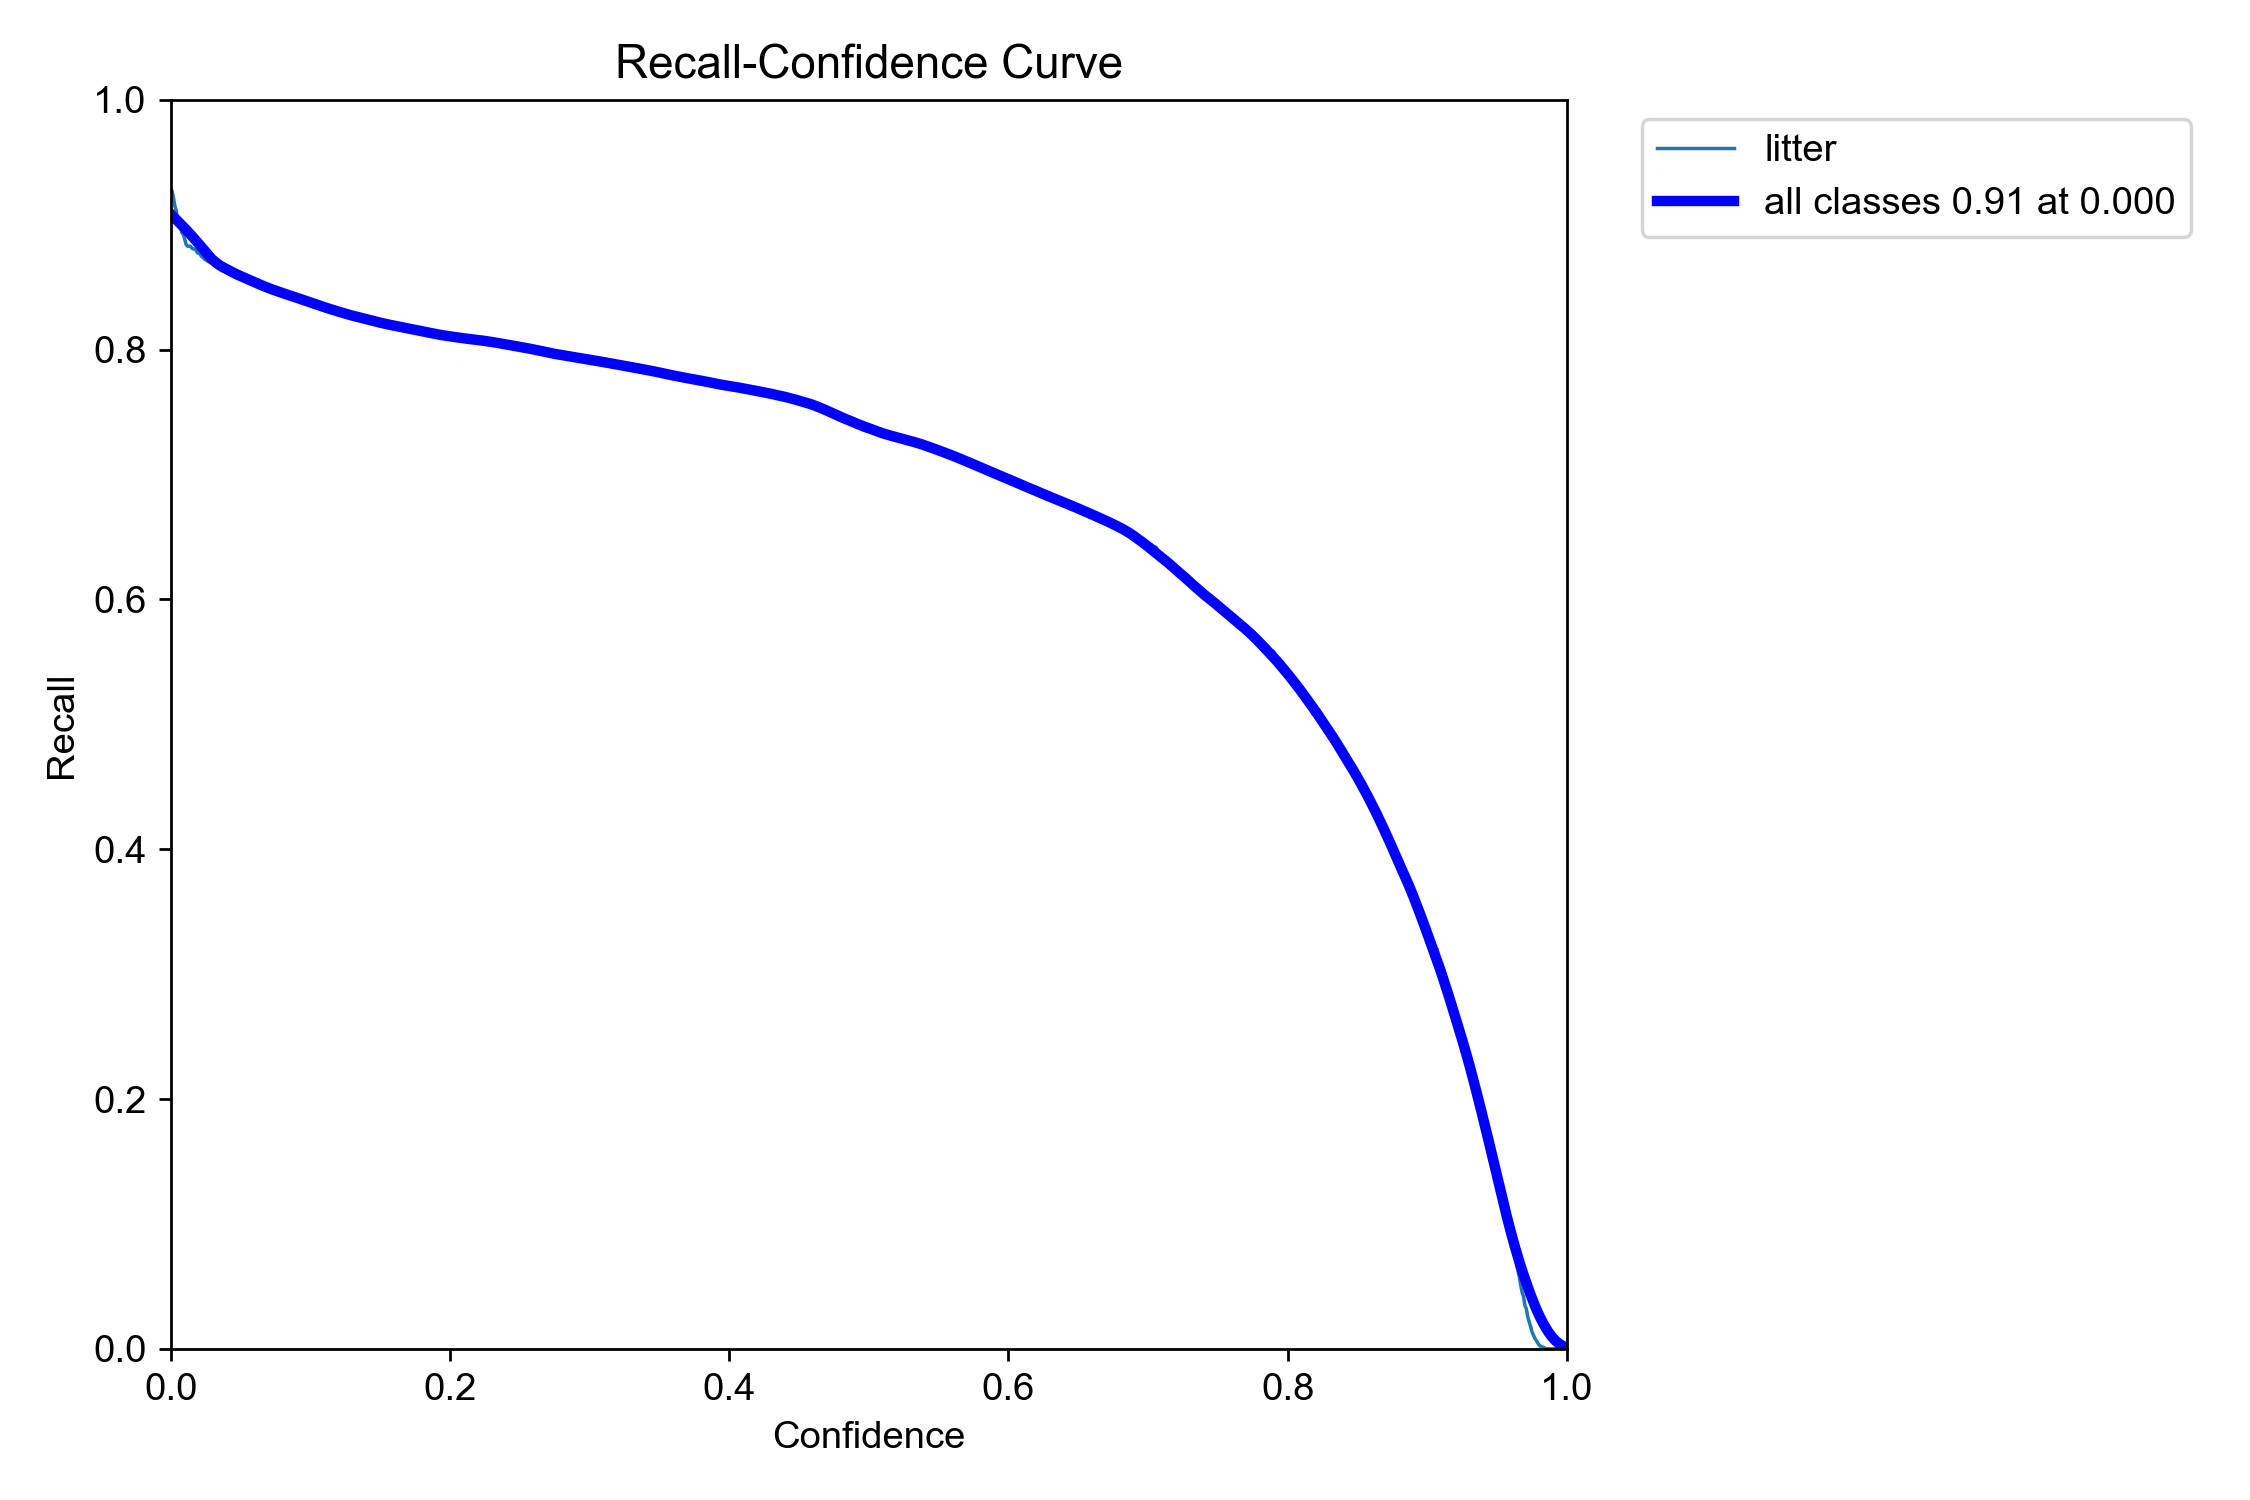 Recall-Confidence Curve
1.0
0.8
0.6
0.4
0.2
0.0
Recall
0.0 0.2 0.4 0.6 0.8 1.0
Confidence
litter
all classes 0.91 at 0.000